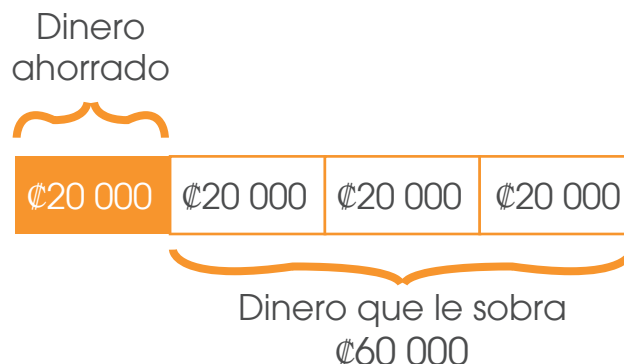 Dinero
ahorrado
₡20 000 ₡20 000 ₡20 000 ₡20 000
Dinero que le sobra
₡60 000